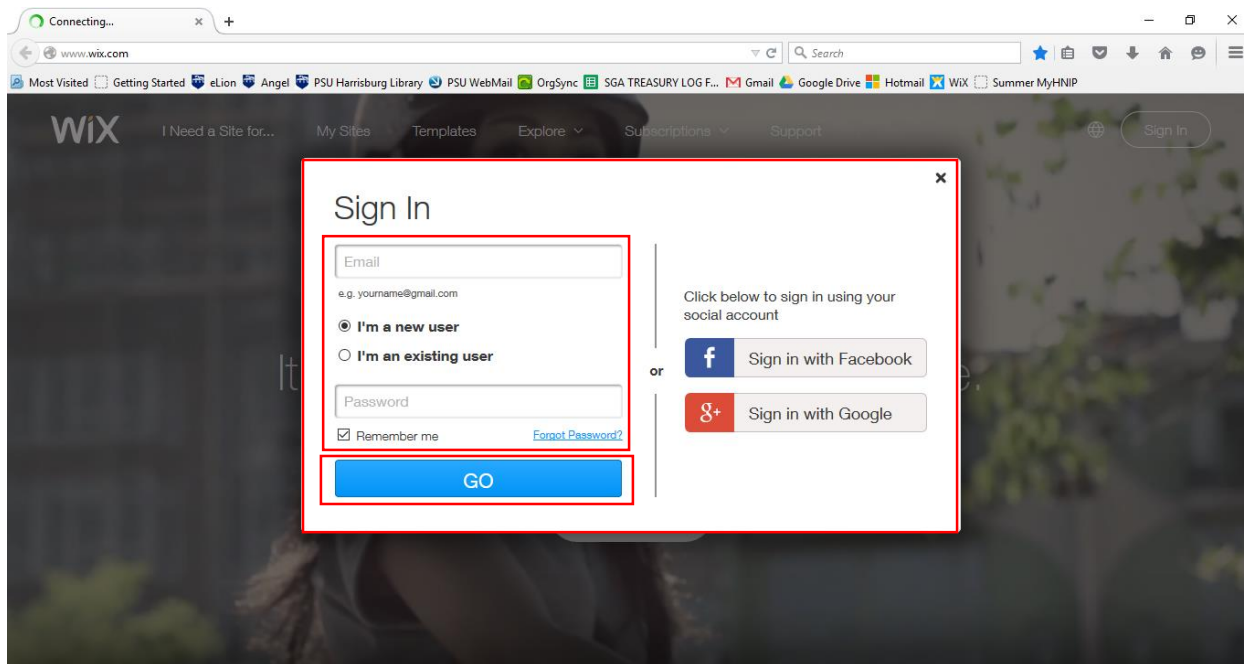 Connecting...
www.wix.com
Search
Most Visited Getting Started eLion Angel PSU Harrisburg Library PSU WebMail OrgSync SGA TREASURY LOG F... Gmail Google Drive Hotmail WiX Summer MyHNIP
WiX I Need a Site for... My Sites Templates Explore Subscriptions Support Sign In
Sign In
Email
e.g. yourname@gmail.com
I'm a new user
I'm an existing user
Password
Remember me Forgot Password?
GO
or
Click below to sign in using your
social account
f Sign in with Facebook
g+ Sign in with Google
It
e.